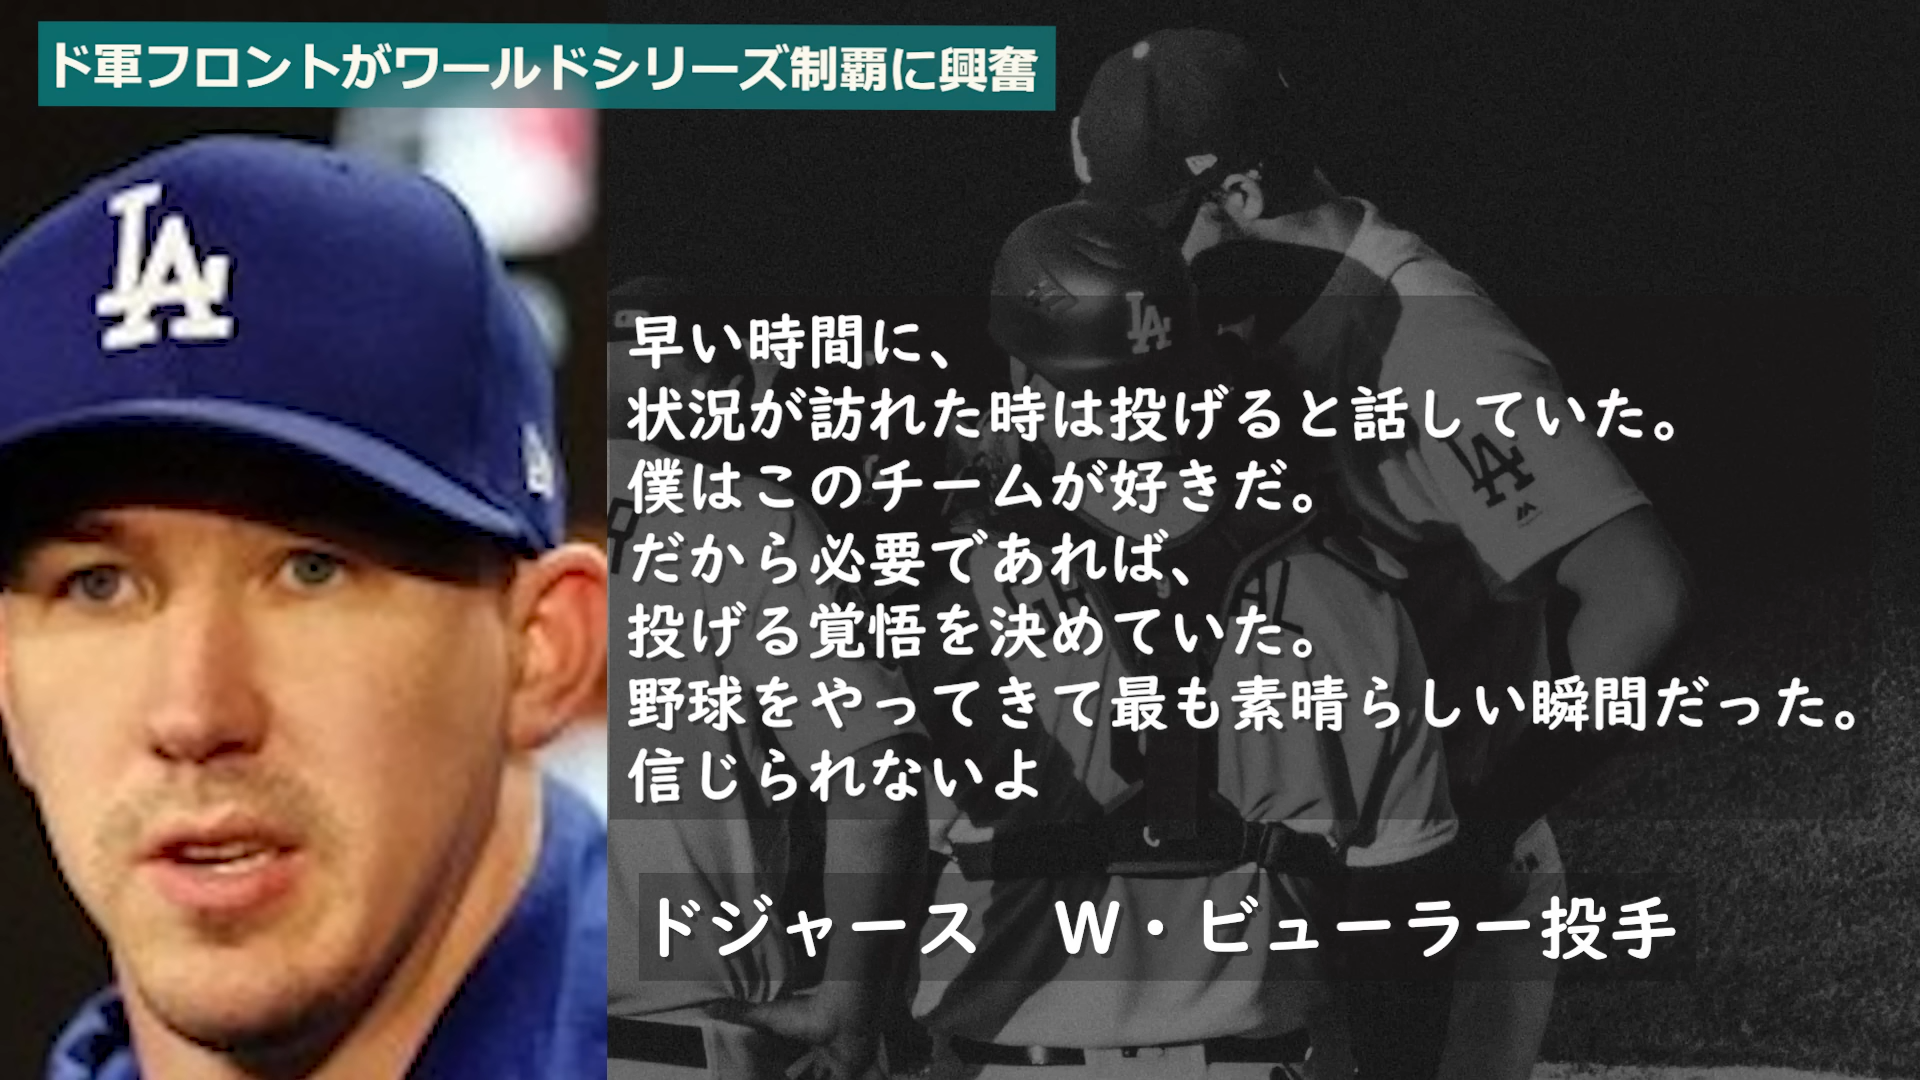 ド軍フロントがワールドシリーズ制覇に興奮
LA
早い時間に、
状況が訪れた時は投げると話していた。
僕はこのチームが好きだ。
だから必要であれば、
投げる覚悟を決めていた。
野球をやってきて最も素晴らしい瞬間だった。
信じられないよ
LA
LA
ドジャース　W・ビューラー投手